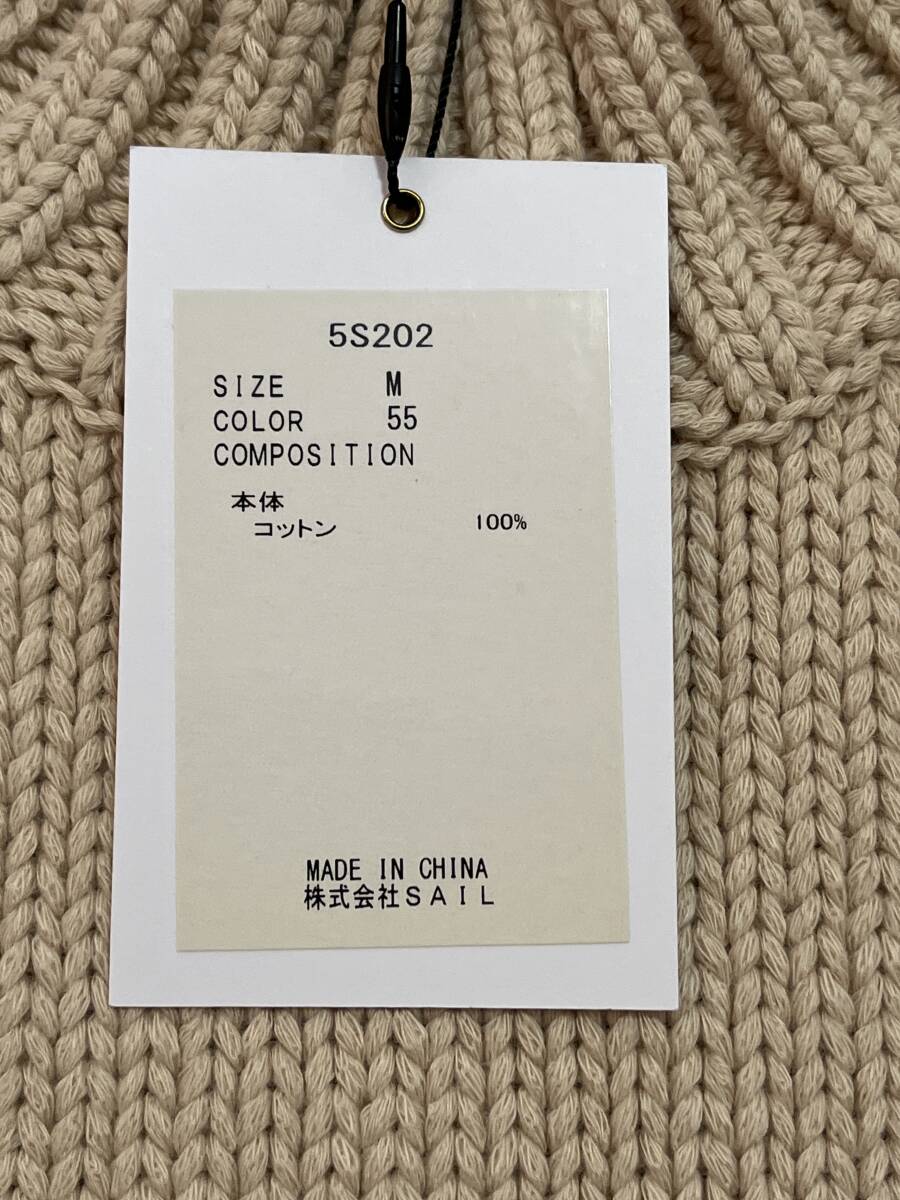 5S202
SIZE M
COLOR 55
COMPOSITION
本体
コットン 100%
MADE IN CHINA
株式会社SAIL